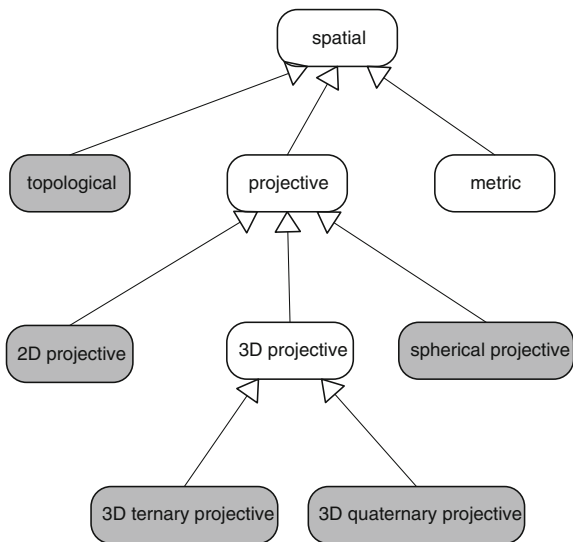 spatial
topological
projective
metric
2D projective
3D projective
spherical projective
3D ternary projective
3D quaternary projective